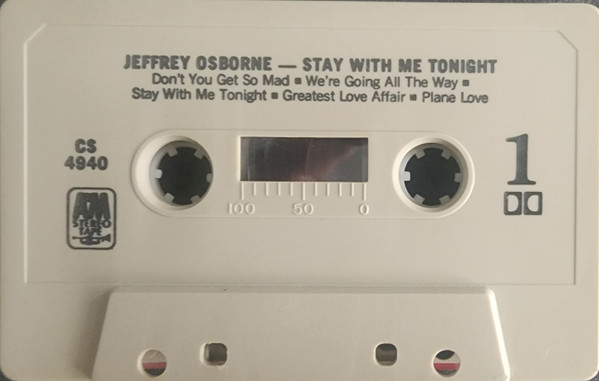 JEFFREY OSBORNE — STAY WITH ME TONIGHT
Don't You Get So Mad ■ We're Going All The Way ■
Stay With Me Tonight ■ Greatest Love Affair ■ Plane Love
CS
4940
1
AM
STEREO
TAPE
100 50 0